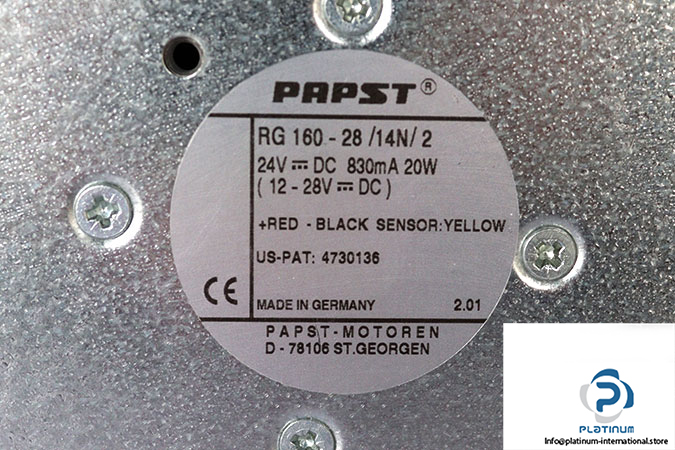 PAPST®
RG 160 - 28 /14N/ 2
24V ⎓ DC 830mA 20W
( 12 - 28V ⎓ DC )
+RED - BLACK SENSOR:YELLOW
US-PAT: 4730136
CE
MADE IN GERMANY 2.01
PAPST-MOTOREN
D - 78106 ST.GEORGEN
PLATINUM
info@platinum-international.store